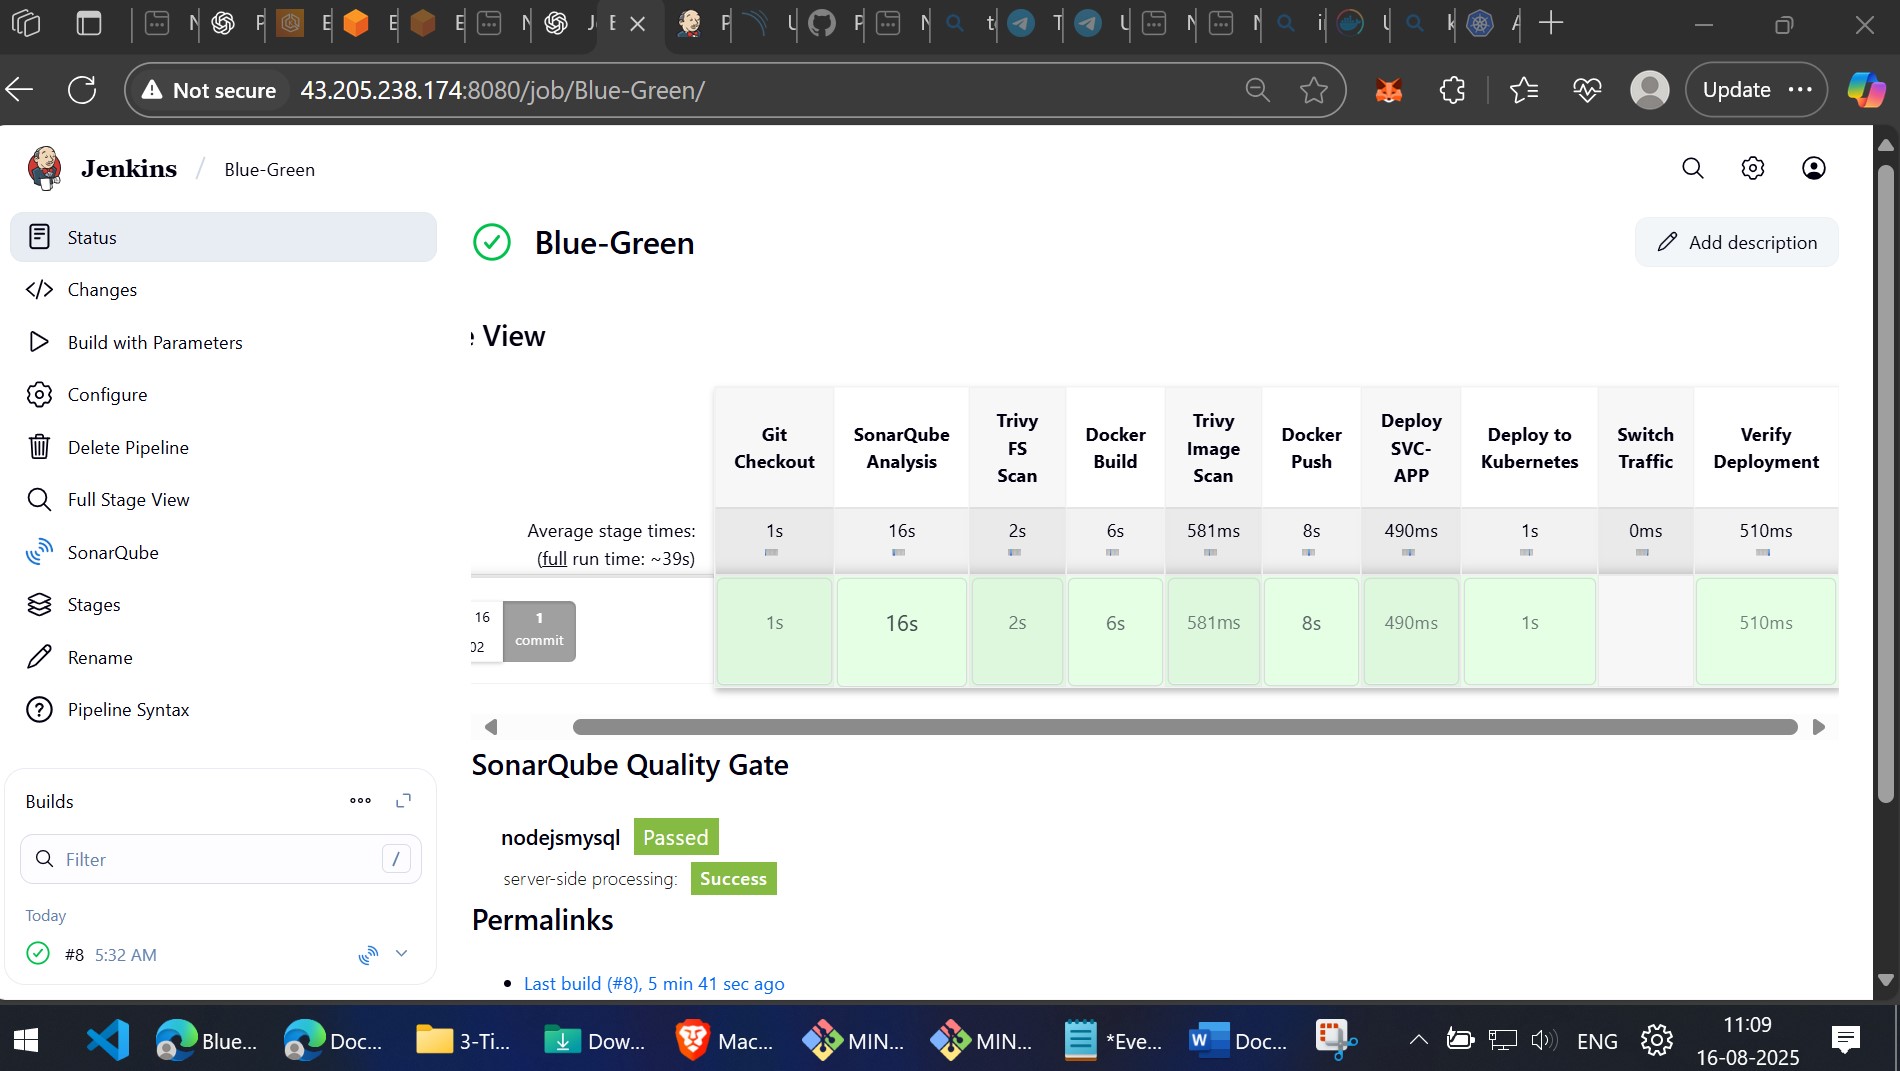 Not secure
43.205.238.174:8080/job/Blue-Green/
Update
Jenkins / Blue-Green
Status
Changes
Build with Parameters
Configure
Delete Pipeline
Full Stage View
SonarQube
Stages
Rename
Pipeline Syntax
Builds
Filter
/
Today
#8 5:32 AM
Blue-Green
Add description
View
Git Checkout
SonarQube Analysis
Trivy FS Scan
Docker Build
Trivy Image Scan
Docker Push
Deploy SVC-APP
Deploy to Kubernetes
Switch Traffic
Verify Deployment
Average stage times:
(full run time: ~39s)
1s 16s 2s 6s 581ms 8s 490ms 1s 0ms 510ms
16
02
1
commit
1s 16s 2s 6s 581ms 8s 490ms 1s 510ms
SonarQube Quality Gate
nodejsmysql Passed
server-side processing: Success
Permalinks
Last build (#8), 5 min 41 sec ago
Blue... Doc... 3-Ti... Dow... Mac... MIN... MIN... *Eve... Doc... ENG
11:09
16-08-2025